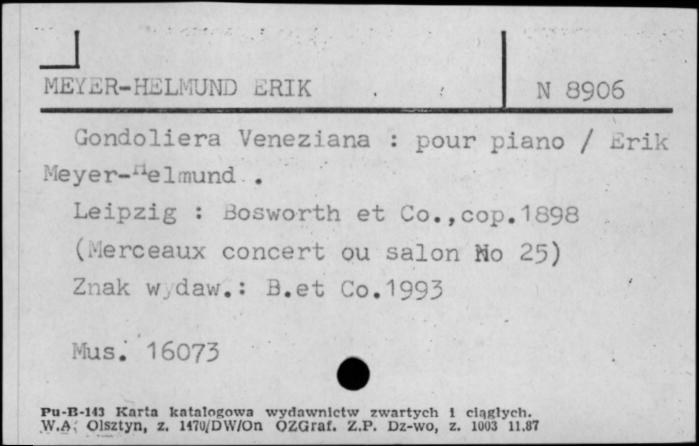 MEYER-HELMUND ERIK
N 8906
Gondoliera Veneziana : pour piano / Erik
Meyer-Helmund .
Leipzig : Bosworth et Co.,cop.1898
(Merceaux concert ou salon No 25)
Znak wydaw.: B.et Co.1993
Mus. 16073
Pu-B-143 Karta katalogowa wydawnictw zwartych i ciągłych.
W.A. Olsztyn, z. 1470/DW/On OZGraf. Z.P. Dz-wo, z. 1003 11.87